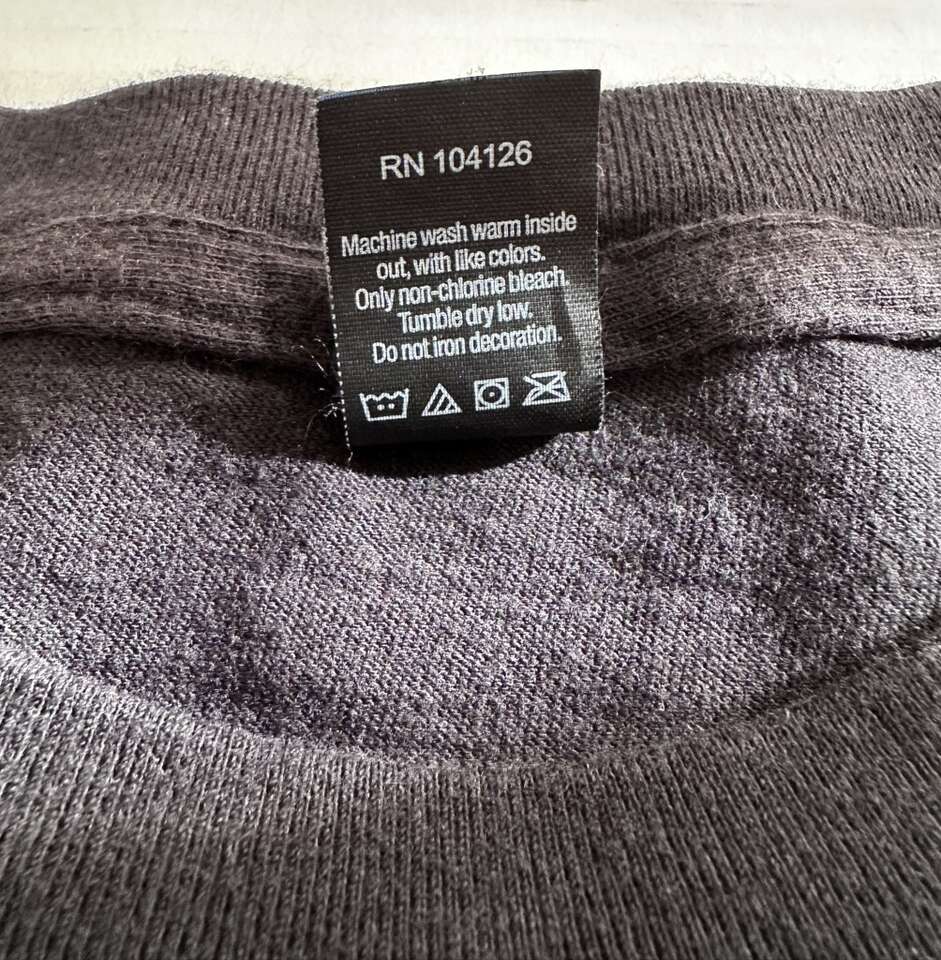 RN 104126
Machine wash warm inside
out, with like colors.
Only non-chlorine bleach.
Tumble dry low.
Do not iron decoration.